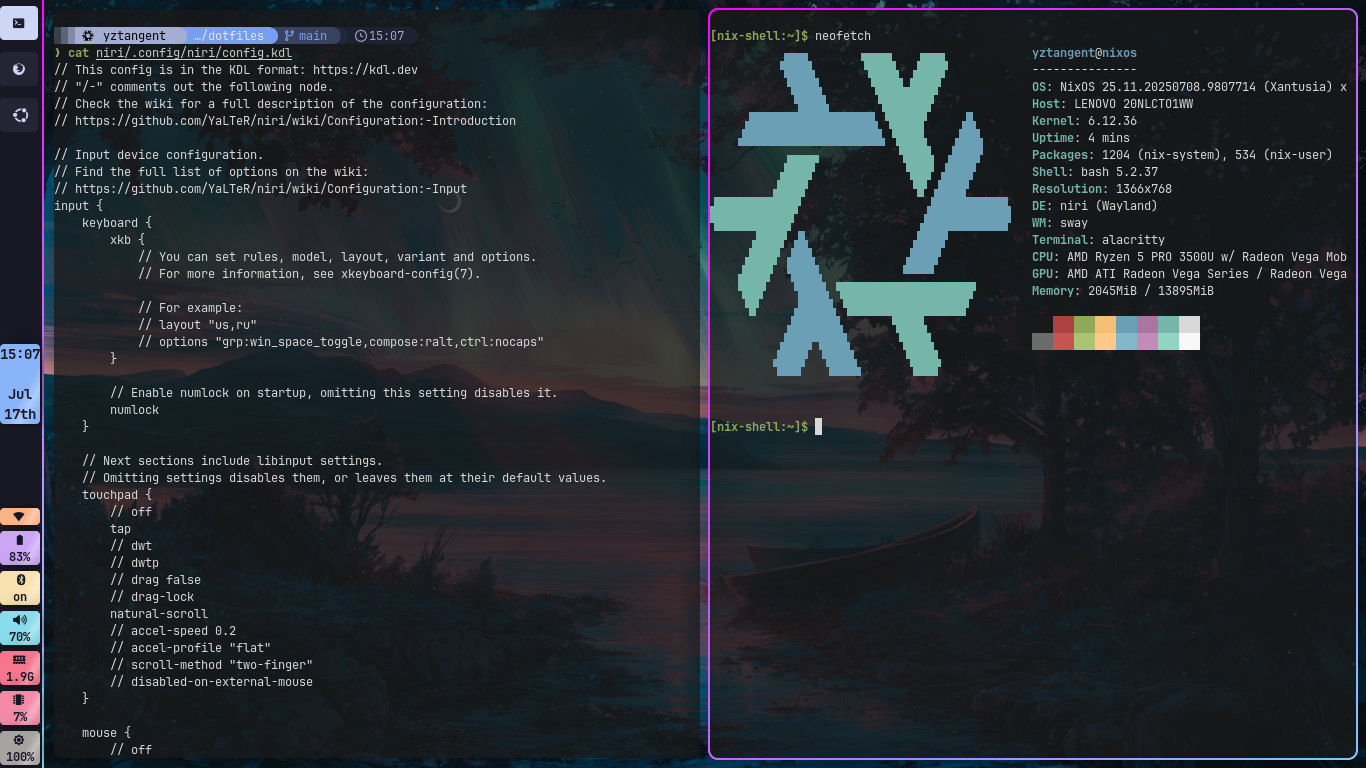 15:07
Jul
17th
83%
on
70%
1.9G
7%
100%
yztangent …/dotfiles main 15:07
❯ cat niri/.config/niri/config.kdl
// This config is in the KDL format: https://kdl.dev
// "/-" comments out the following node.
// Check the wiki for a full description of the configuration:
// https://github.com/YaLTeR/niri/wiki/Configuration:-Introduction
// Input device configuration.
// Find the full list of options on the wiki:
// https://github.com/YaLTeR/niri/wiki/Configuration:-Input
input {
    keyboard {
        xkb {
            // You can set rules, model, layout, variant and options.
            // For more information, see xkeyboard-config(7).
            // For example:
            // layout "us,ru"
            // options "grp:win_space_toggle,compose:ralt,ctrl:nocaps"
        }
        // Enable numlock on startup, omitting this setting disables it.
        numlock
    }
    // Next sections include libinput settings.
    // Omitting settings disables them, or leaves them at their default values.
    touchpad {
        // off
        tap
        // dwt
        // dwtp
        // drag false
        // drag-lock
        natural-scroll
        // accel-speed 0.2
        // accel-profile "flat"
        // scroll-method "two-finger"
        // disabled-on-external-mouse
    }
    mouse {
        // off
[nix-shell:~]$ neofetch
yztangent@nixos
---------------
OS: NixOS 25.11.20250708.9807714 (Xantusia) x
Host: LENOVO 20NLCTO1WW
Kernel: 6.12.36
Uptime: 4 mins
Packages: 1204 (nix-system), 534 (nix-user)
Shell: bash 5.2.37
Resolution: 1366x768
DE: niri (Wayland)
WM: sway
Terminal: alacritty
CPU: AMD Ryzen 5 PRO 3500U w/ Radeon Vega Mob
GPU: AMD ATI Radeon Vega Series / Radeon Vega
Memory: 2045MiB / 13895MiB
[nix-shell:~]$